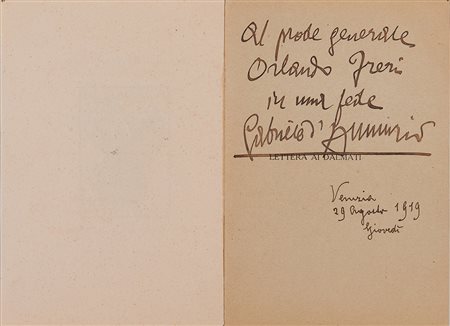 Al prode generale
Orlando Freri
in una fede
Gabriele d'Annunzio
LETTERA AI DALMATI
Venezia
29 Agosto 1919
Giovedì